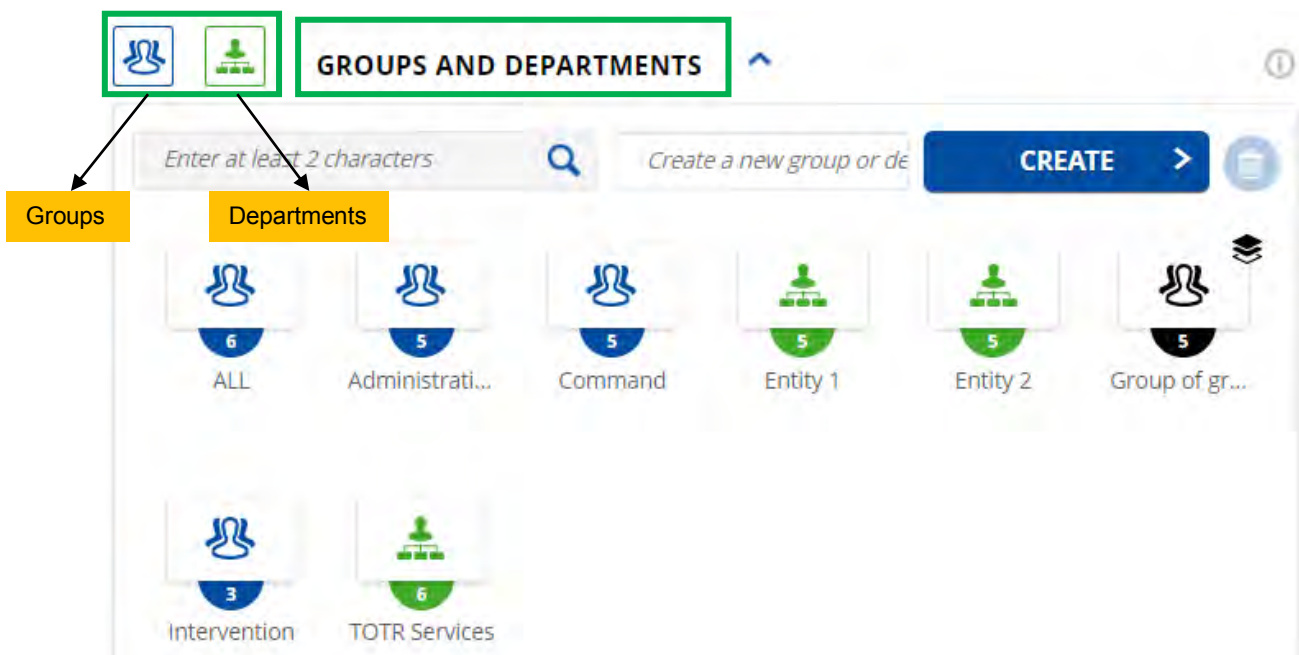 GROUPS AND DEPARTMENTS
Enter at least 2 characters
Create a new group or de
CREATE
Groups
Departments
6
5
5
5
5
5
ALL
Administrati...
Command
Entity 1
Entity 2
Group of gr...
3
6
Intervention
TOTR Services